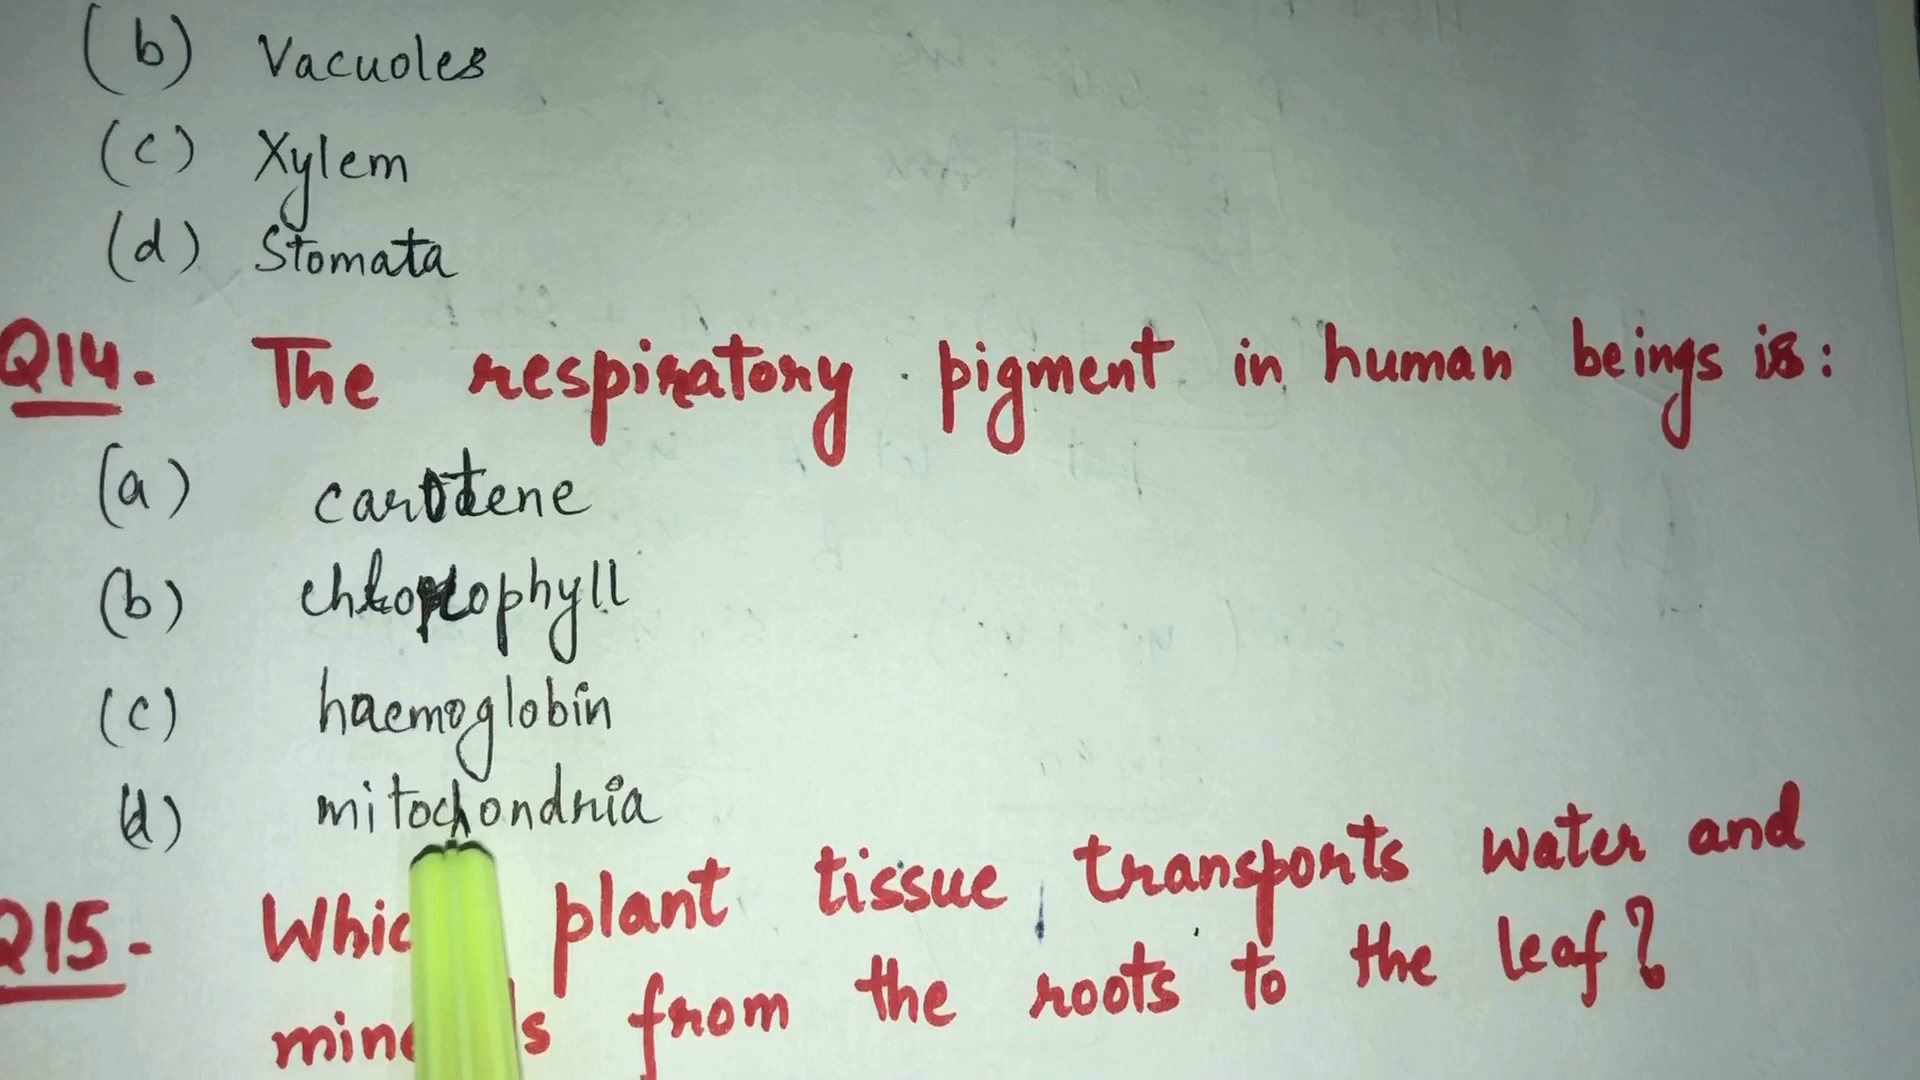 (b) Vacuoles
(c) Xylem
(d) Stomata
Q14. The respiratory pigment in human beings is:
(a) carotene
(b) chlorophyll
(c) haemoglobin
(d) mitochondria
Q15- plant tissue transports water and
from the roots to the leaf?